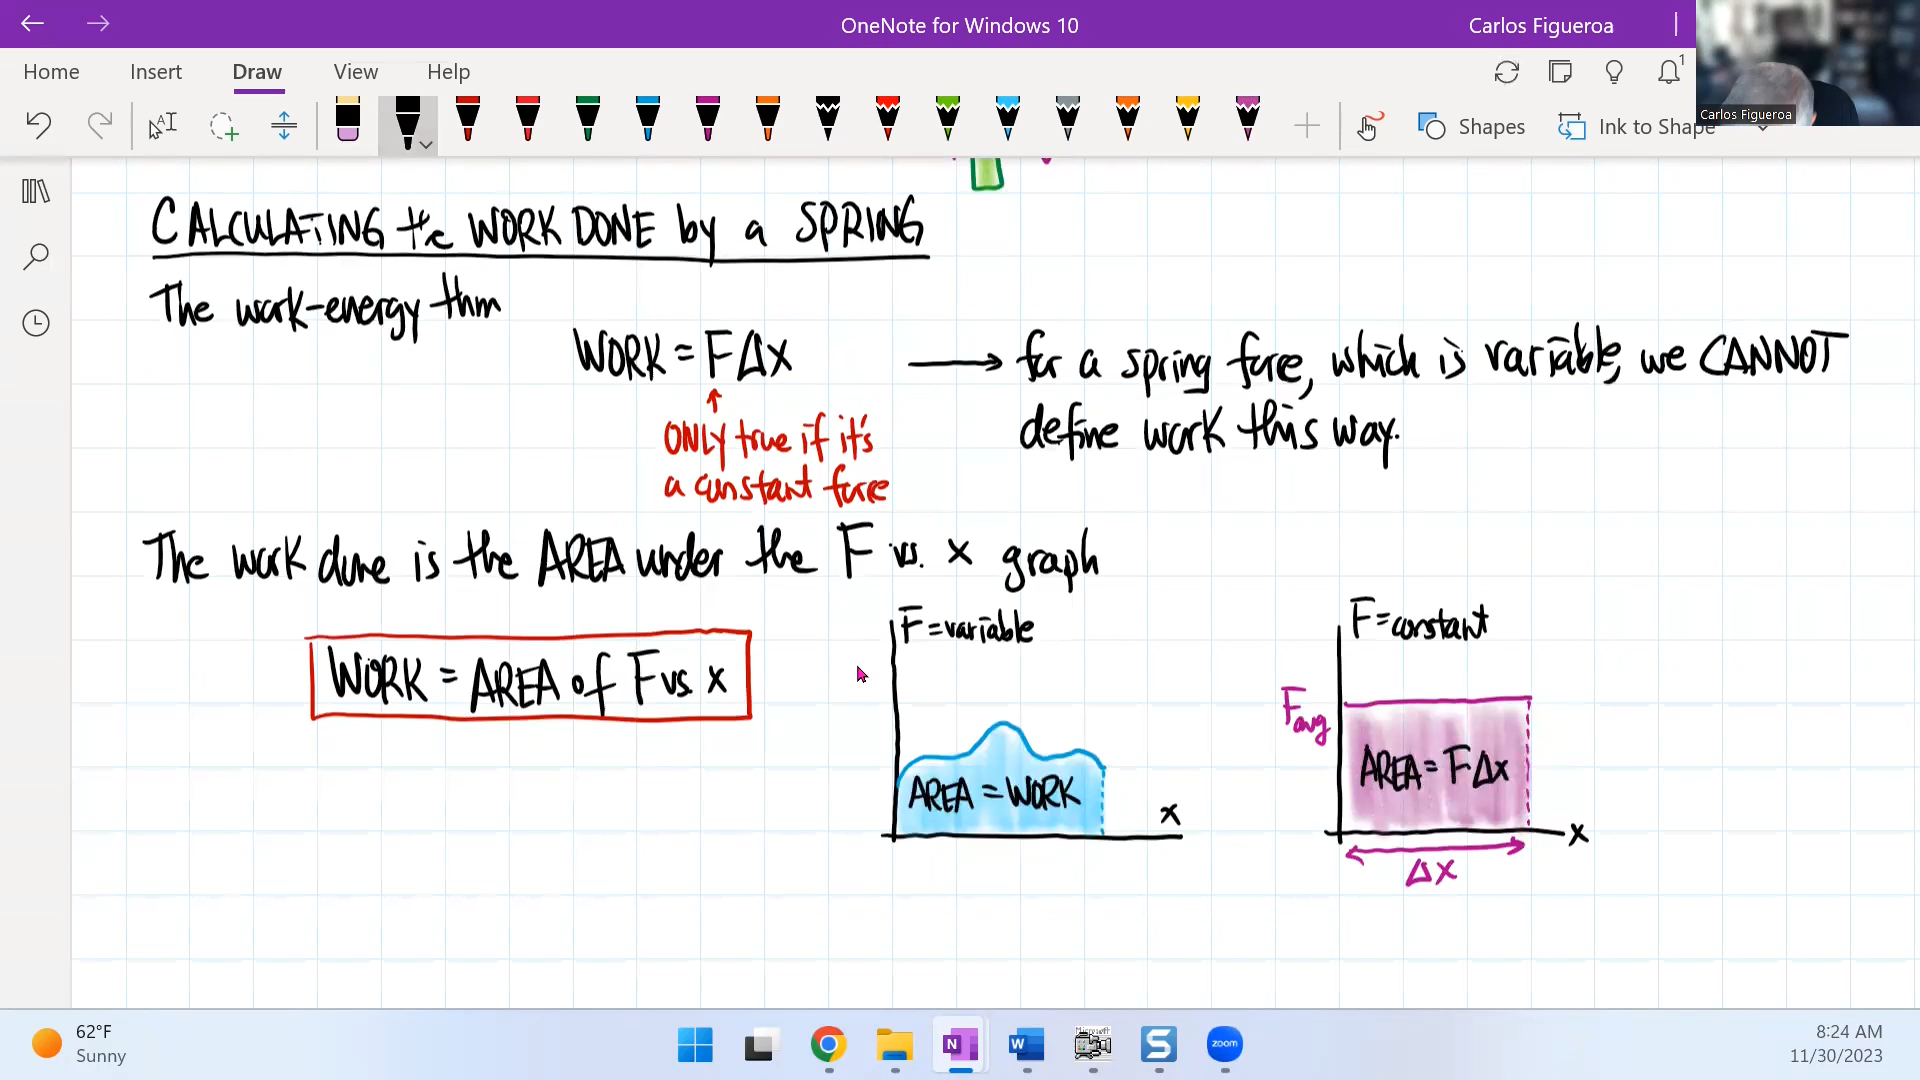 OneNote for Windows 10
Carlos Figueroa
Home Insert Draw View Help
1
Carlos Figueroa
Shapes
Ink to Shape
CALCULATING the WORK DONE by a SPRING
The work-energy thm
WORK = FΔx
for a spring force, which is variable, we CANNOT
define work this way.
ONLY true if it's
a constant force
The work done is the AREA under the F vs. x graph
WORK = AREA of F vs. x
F = variable
AREA = WORK
x
F = constant
Favg
AREA = FΔx
x
Δx
62°F
Sunny
Microsoft
zoom
8:24 AM
11/30/2023